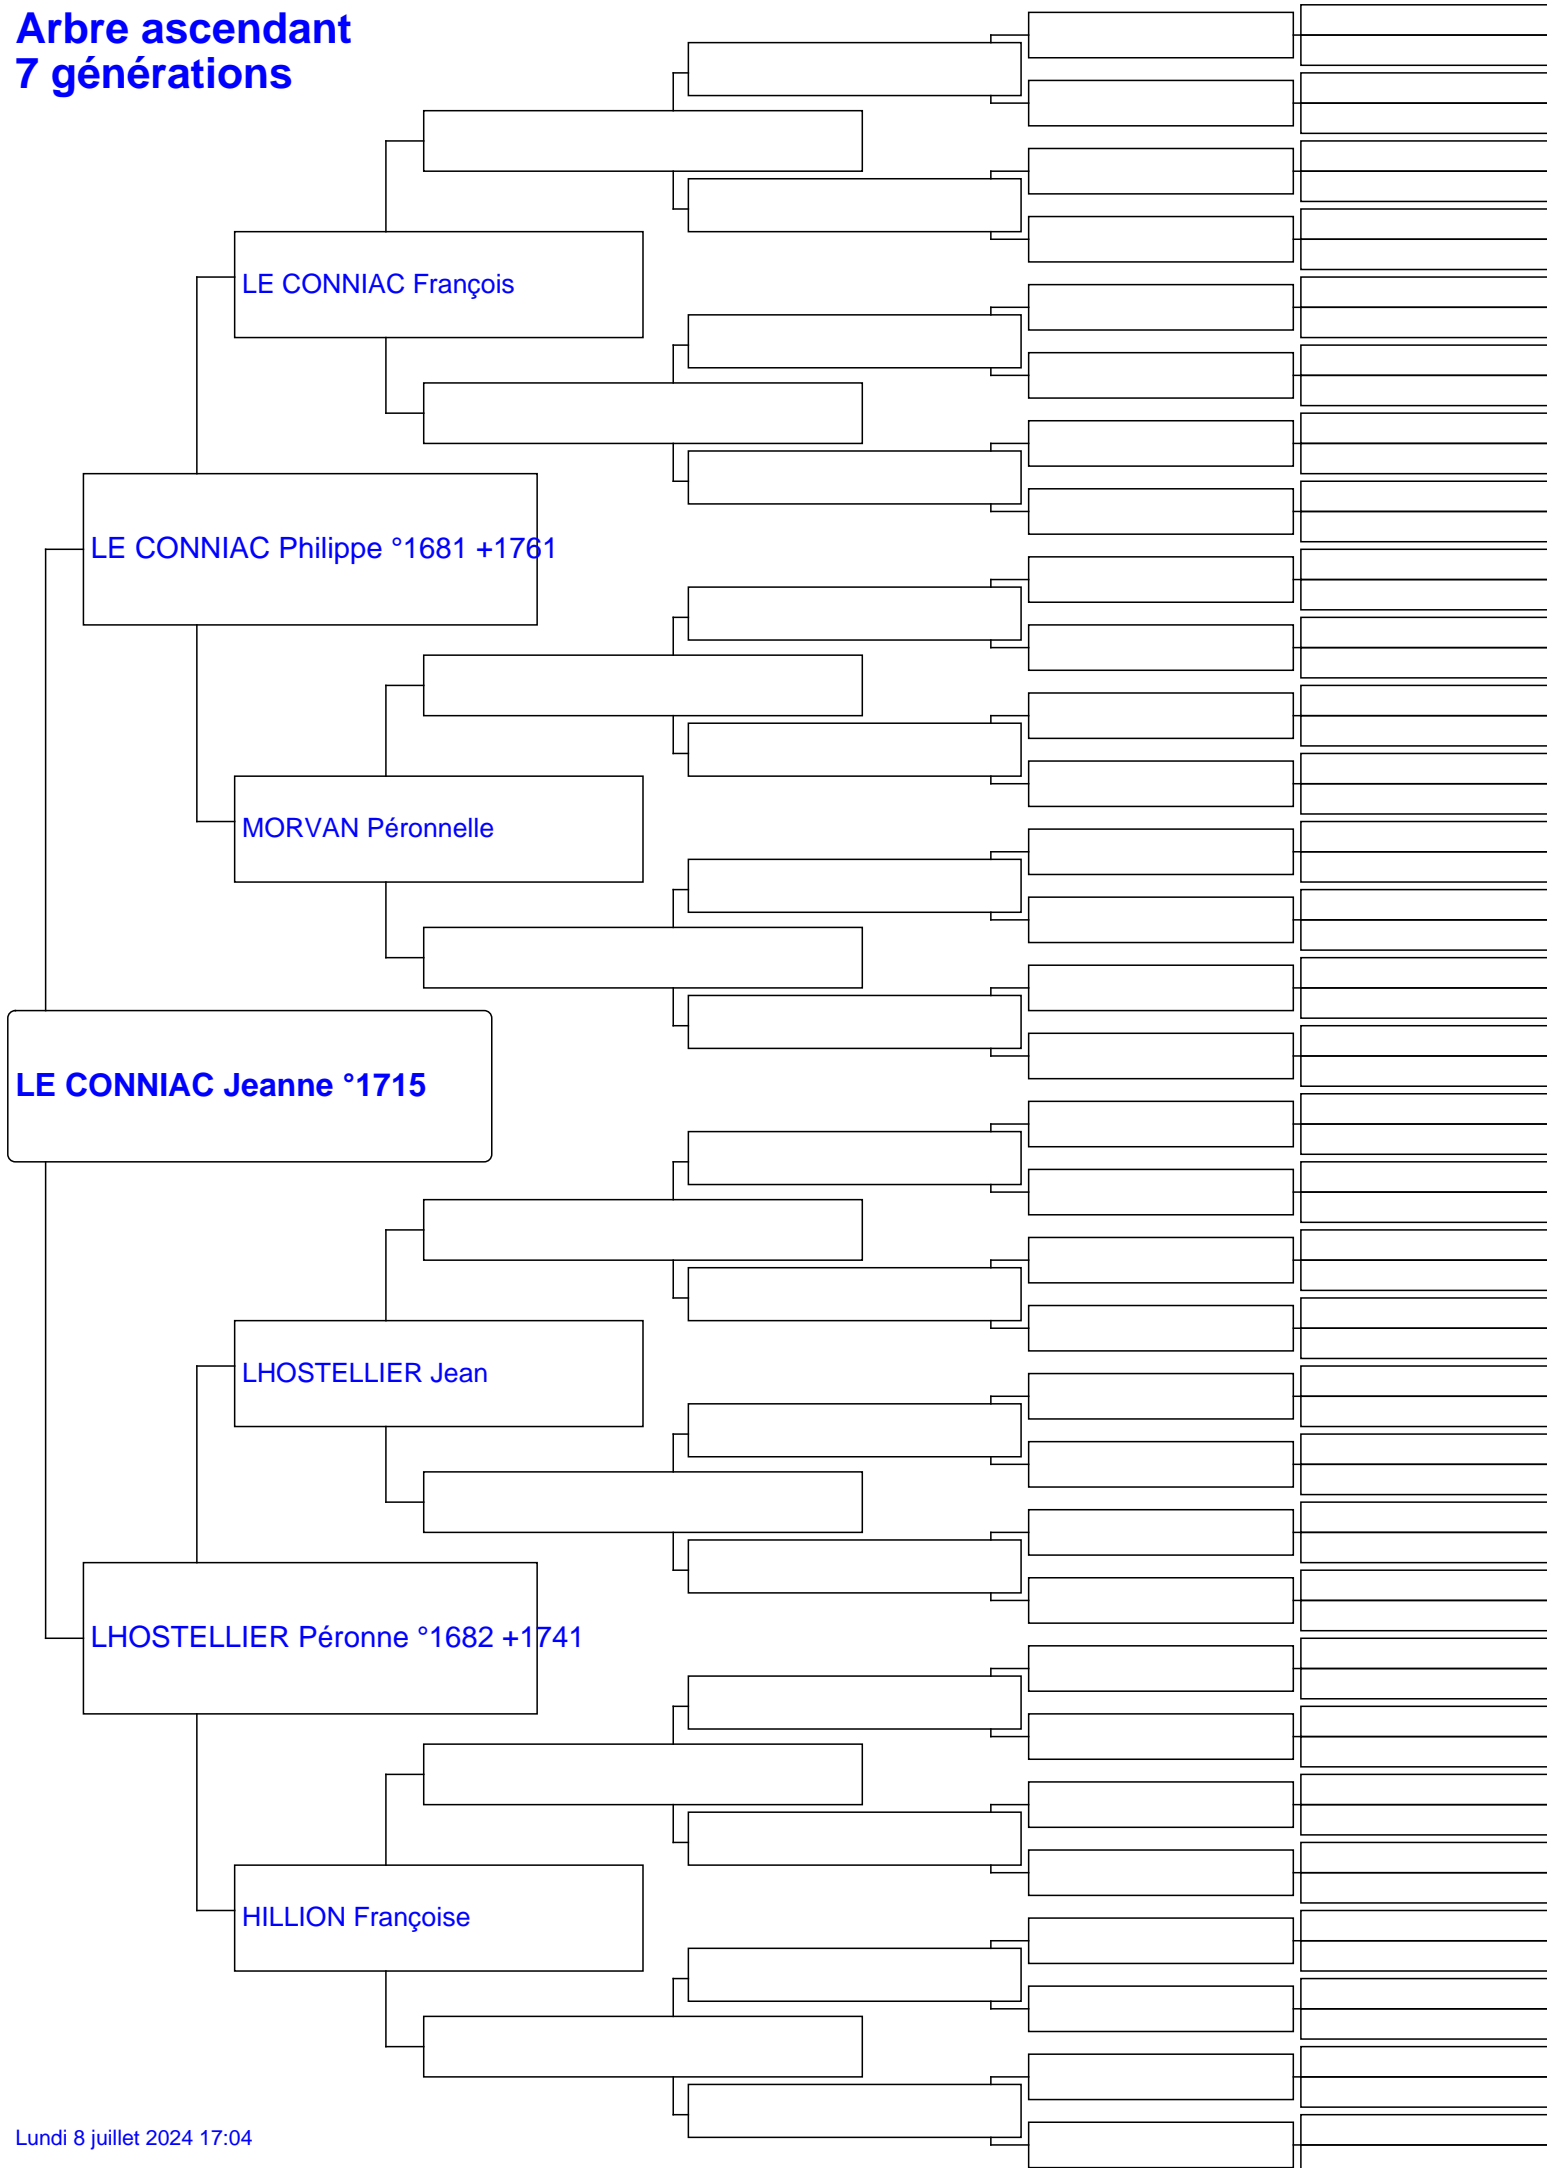 Arbre ascendant
7 générations
LE CONNIAC François
LE CONNIAC Philippe °1681 +1761
MORVAN Péronnelle
LE CONNIAC Jeanne °1715
LHOSTELLIER Jean
LHOSTELLIER Péronne °1682 +1741
HILLION Françoise
Lundi 8 juillet 2024 17:04